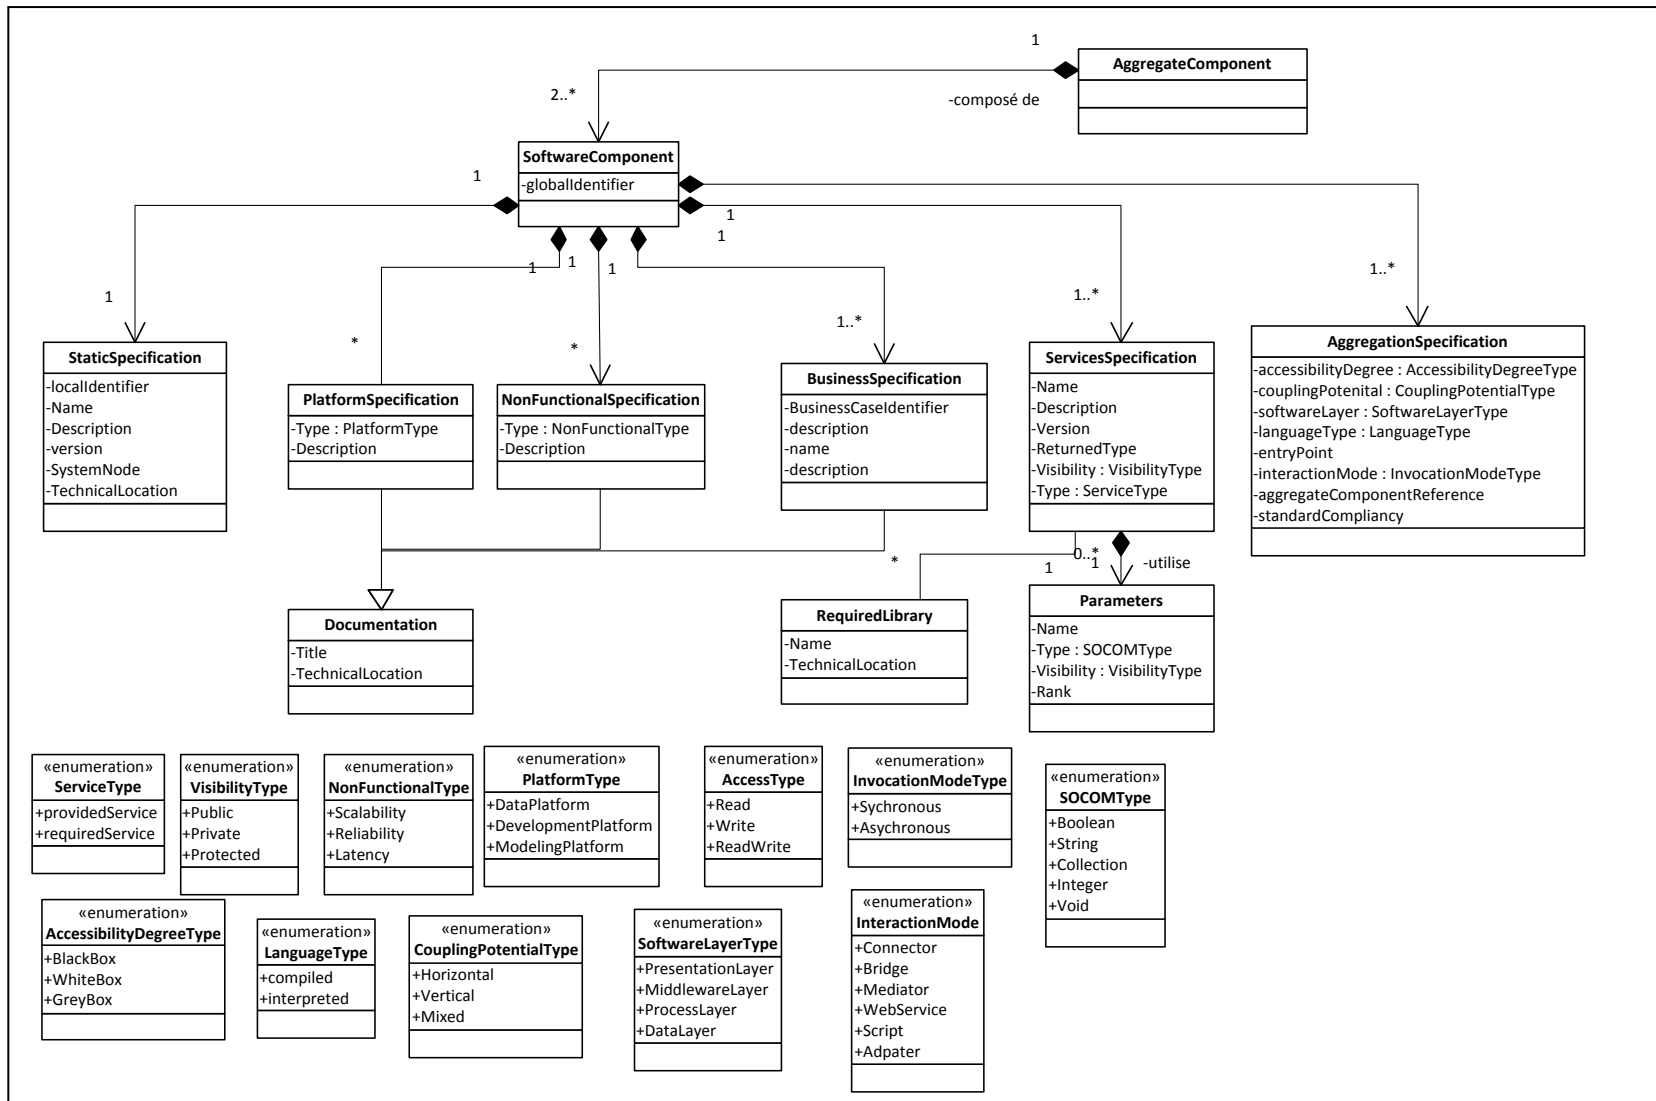 1
AggregateComponent
2..*
-composé de
SoftwareComponent
-globalIdentifier
1
1
1
1
1
1
1
1..*
1..*
1..*
*
*
StaticSpecification
-localIdentifier
-Name
-Description
-version
-SystemNode
-TechnicalLocation
PlatformSpecification
-Type : PlatformType
-Description
NonFunctionalSpecification
-Type : NonFunctionalType
-Description
BusinessSpecification
-BusinessCaseIdentifier
-description
-name
-description
ServicesSpecification
-Name
-Description
-Version
-ReturnedType
-Visibility : VisibilityType
-Type : ServiceType
AggregationSpecification
-accessibilityDegree : AccessibilityDegreeType
-couplingPotenital : CouplingPotentialType
-softwareLayer : SoftwareLayerType
-languageType : LanguageType
-entryPoint
-interactionMode : InvocationModeType
-aggregateComponentReference
-standardCompliancy
*
1
0..*
1
-utilise
Documentation
-Title
-TechnicalLocation
RequiredLibrary
-Name
-TechnicalLocation
Parameters
-Name
-Type : SOCOMType
-Visibility : VisibilityType
-Rank
«enumeration»
ServiceType
+providedService
+requiredService
«enumeration»
VisibilityType
+Public
+Private
+Protected
«enumeration»
NonFunctionalType
+Scalability
+Reliability
+Latency
«enumeration»
PlatformType
+DataPlatform
+DevelopmentPlatform
+ModelingPlatform
«enumeration»
AccessType
+Read
+Write
+ReadWrite
«enumeration»
InvocationModeType
+Sychronous
+Asychronous
«enumeration»
SOCOMType
+Boolean
+String
+Collection
+Integer
+Void
«enumeration»
AccessibilityDegreeType
+BlackBox
+WhiteBox
+GreyBox
«enumeration»
LanguageType
+compiled
+interpreted
«enumeration»
CouplingPotentialType
+Horizontal
+Vertical
+Mixed
«enumeration»
SoftwareLayerType
+PresentationLayer
+MiddlewareLayer
+ProcessLayer
+DataLayer
«enumeration»
InteractionMode
+Connector
+Bridge
+Mediator
+WebService
+Script
+Adpater